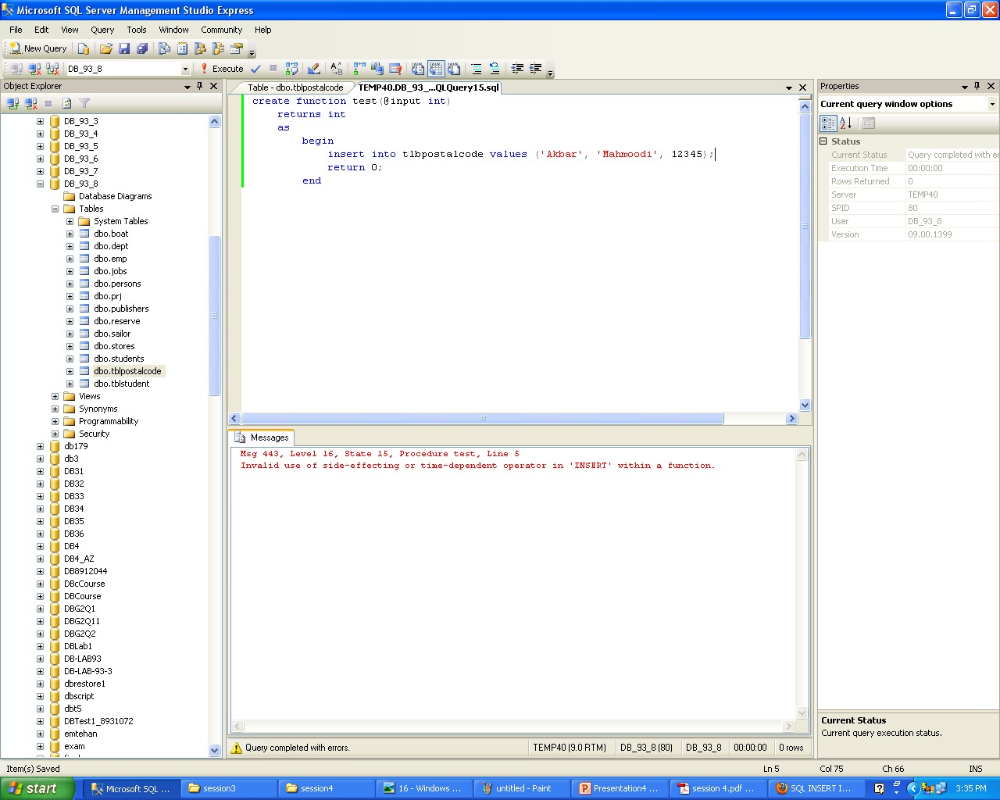 Microsoft SQL Server Management Studio Express
File Edit View Query Tools Window Community Help
New Query
DB_93_8 Execute
Object Explorer
DB_93_3
DB_93_4
DB_93_5
DB_93_6
DB_93_7
DB_93_8
Database Diagrams
Tables
System Tables
dbo.boat
dbo.dept
dbo.emp
dbo.jobs
dbo.persons
dbo.prj
dbo.publishers
dbo.reserve
dbo.sailor
dbo.stores
dbo.students
dbo.tblpostalcode
dbo.tblstudent
Views
Synonyms
Programmability
Security
db179
db3
DB31
DB32
DB33
DB34
DB35
DB36
DB4
DB4_AZ
DB8912044
DBcCourse
DBCourse
DBG2Q1
DBG2Q11
DBG2Q2
DBLab1
DB-LAB93
DB-LAB-93-3
dbrestore1
dbscript
dbt5
DBTest1_8931072
emtehan
exam
Table - dbo.tblpostalcode TEMP40.DB_93_...QLQuery15.sql
create function test(@input int)
returns int
as
begin
insert into tlbpostalcode values ('Akbar', 'Mahmoodi', 12345);
return 0;
end
Messages
Msg 443, Level 16, State 15, Procedure test, Line 5
Invalid use of side-effecting or time-dependent operator in 'INSERT' within a function.
Query completed with errors. TEMP40 (9.0 RTM) DB_93_8 (80) DB_93_8 00:00:00 0 rows
Properties
Current query window options
Status
Current Status Query completed with er
Execution Time 00:00:00
Rows Returned 0
Server TEMP40
SPID 80
User DB_93_8
Version 09.00.1399
Current Status
Current query execution status.
Item(s) Saved Ln 5 Col 75 Ch 66 INS
start Microsoft SQL ... session3 session4 16 - Windows ... untitled - Paint Presentation4 ... session 4.pdf ... SQL INSERT I... 3:35 PM